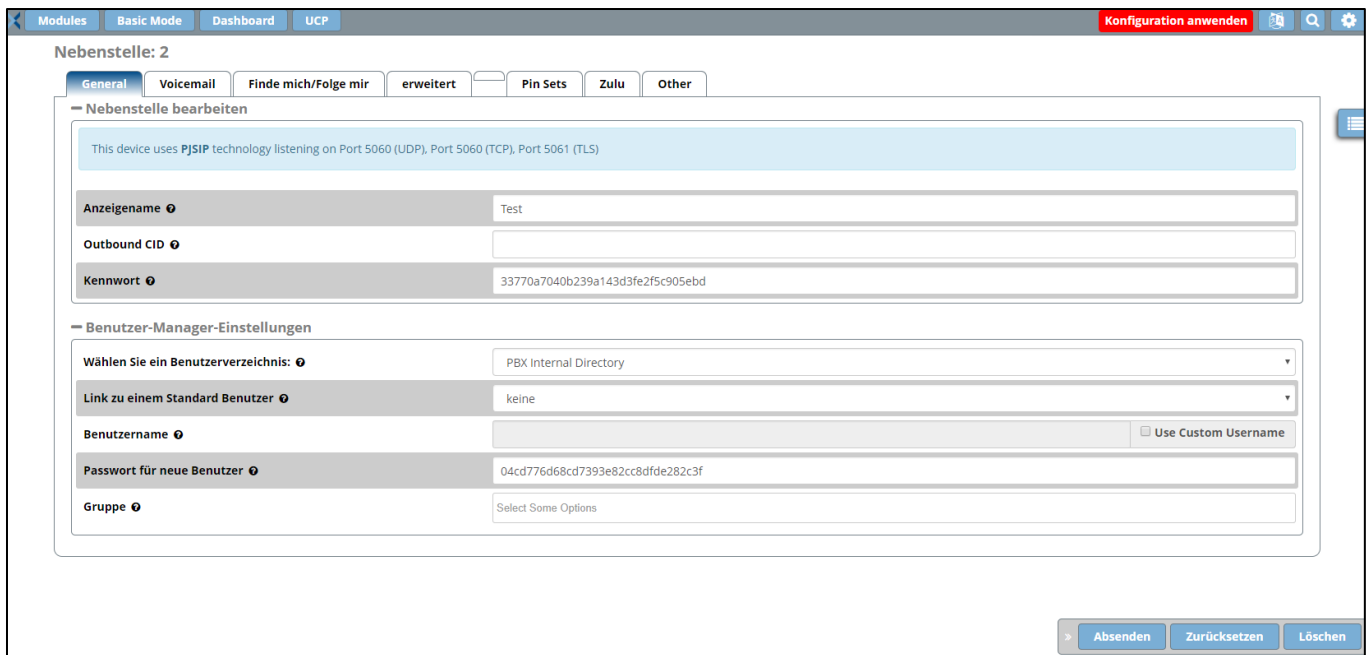 Modules Basic Mode Dashboard UCP Konfiguration anwenden
Nebenstelle: 2
General Voicemail Finde mich/Folge mir erweitert Pin Sets Zulu Other
Nebenstelle bearbeiten
This device uses PJSIP technology listening on Port 5060 (UDP), Port 5060 (TCP), Port 5061 (TLS)
Anzeigename Test
Outbound CID
Kennwort 33770a7040b239a143d3fe2f5c905ebd
Benutzer-Manager-Einstellungen
Wählen Sie ein Benutzerverzeichnis: PBX Internal Directory
Link zu einem Standard Benutzer keine
Benutzername Use Custom Username
Passwort für neue Benutzer 04cd776d68cd7393e82cc8dfde282c3f
Gruppe Select Some Options
» Absenden Zurücksetzen Löschen